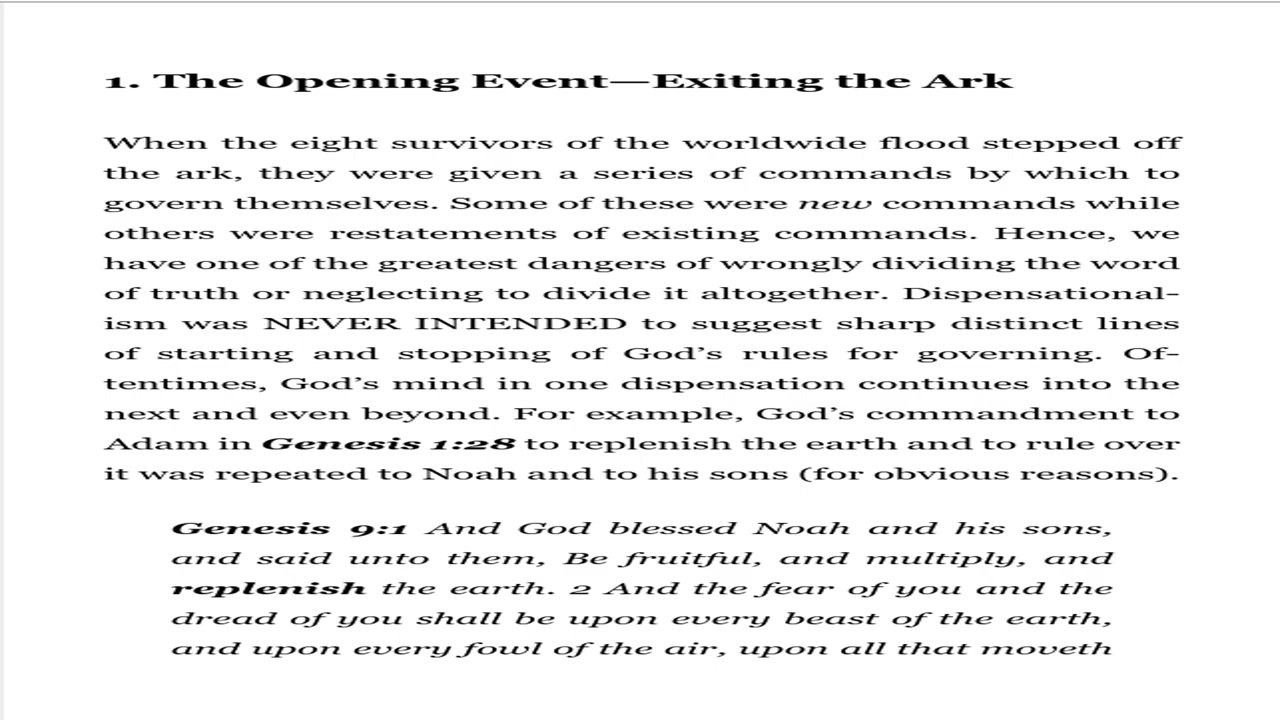 1. The Opening Event—Exiting the Ark
When the eight survivors of the worldwide flood stepped off
the ark, they were given a series of commands by which to
govern themselves. Some of these were new commands while
others were restatements of existing commands. Hence, we
have one of the greatest dangers of wrongly dividing the word
of truth or neglecting to divide it altogether. Dispensational-
ism was NEVER INTENDED to suggest sharp distinct lines
of starting and stopping of God’s rules for governing. Of-
tentimes, God’s mind in one dispensation continues into the
next and even beyond. For example, God’s commandment to
Adam in Genesis 1:28 to replenish the earth and to rule over
it was repeated to Noah and to his sons (for obvious reasons).
Genesis 9:1 And God blessed Noah and his sons,
and said unto them, Be fruitful, and multiply, and
replenish the earth. 2 And the fear of you and the
dread of you shall be upon every beast of the earth,
and upon every fowl of the air, upon all that moveth